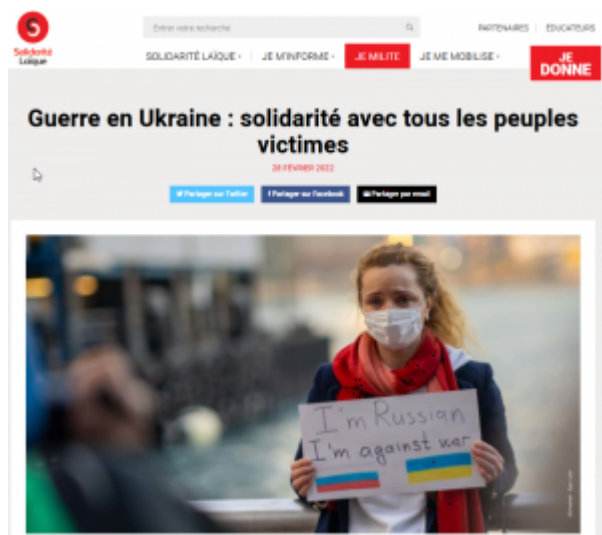 Solidarité
Laïque
Entrer votre recherche
PARTENAIRES | EDUCATEURS
SOLIDARITÉ LAÏQUE
JE M'INFORME
JE MILITE
JE ME MOBILISE
JE
DONNE
Guerre en Ukraine : solidarité avec tous les peuples
victimes
28 FÉVRIER 2022
Partager sur Twitter
Partager sur Facebook
Partager par email
I'm Russian
I'm against war